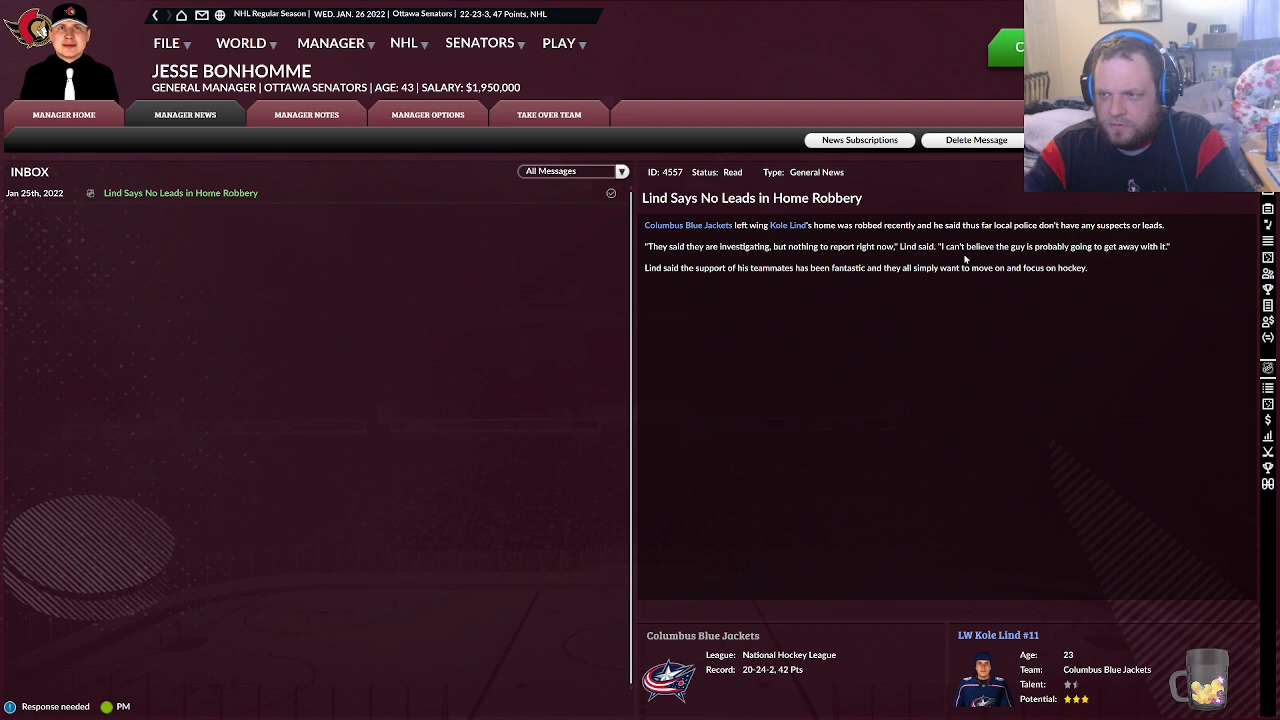 NHL Regular Season | WED. JAN. 26 2022 | Ottawa Senators | 22-23-3, 47 Points, NHL
FILE WORLD MANAGER NHL SENATORS PLAY
C
JESSE BONHOMME
GENERAL MANAGER | OTTAWA SENATORS | AGE: 43 | SALARY: $1,950,000
MANAGER HOME MANAGER NEWS MANAGER NOTES MANAGER OPTIONS TAKE OVER TEAM
News Subscriptions Delete Message
INBOX All Messages
Jan 25th, 2022 Lind Says No Leads in Home Robbery
ID: 4557 Status: Read Type: General News
Lind Says No Leads in Home Robbery
Columbus Blue Jackets left wing Kole Lind's home was robbed recently and he said thus far local police don't have any suspects or leads.
"They said they are investigating, but nothing to report right now," Lind said. "I can't believe the guy is probably going to get away with it."
Lind said the support of his teammates has been fantastic and they all simply want to move on and focus on hockey.
Columbus Blue Jackets
League: National Hockey League
Record: 20-24-2, 42 Pts
LW Kole Lind #11
Age: 23
Team: Columbus Blue Jackets
Talent:
Potential:
Response needed PM